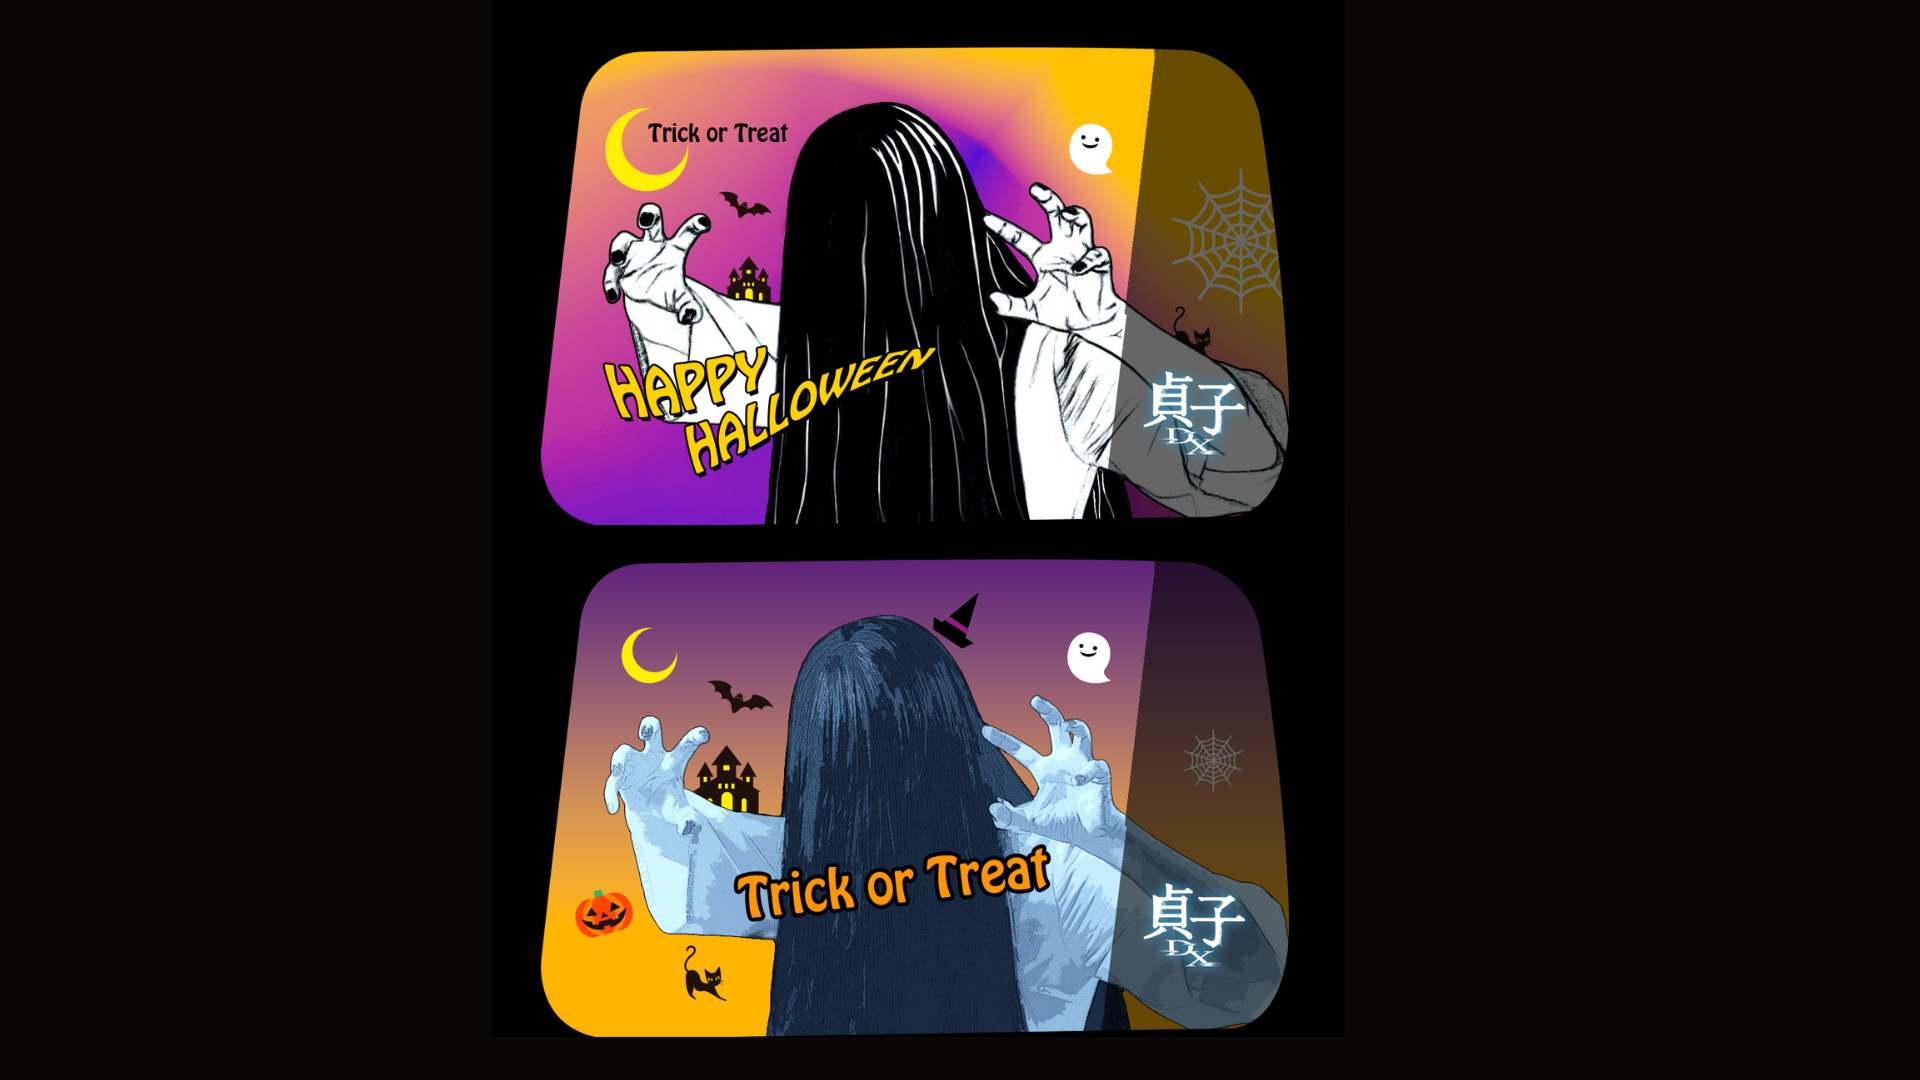 Trick or Treat
HAPPY
HALLOWEEN
貞子
DX
Trick or Treat
貞子
DX